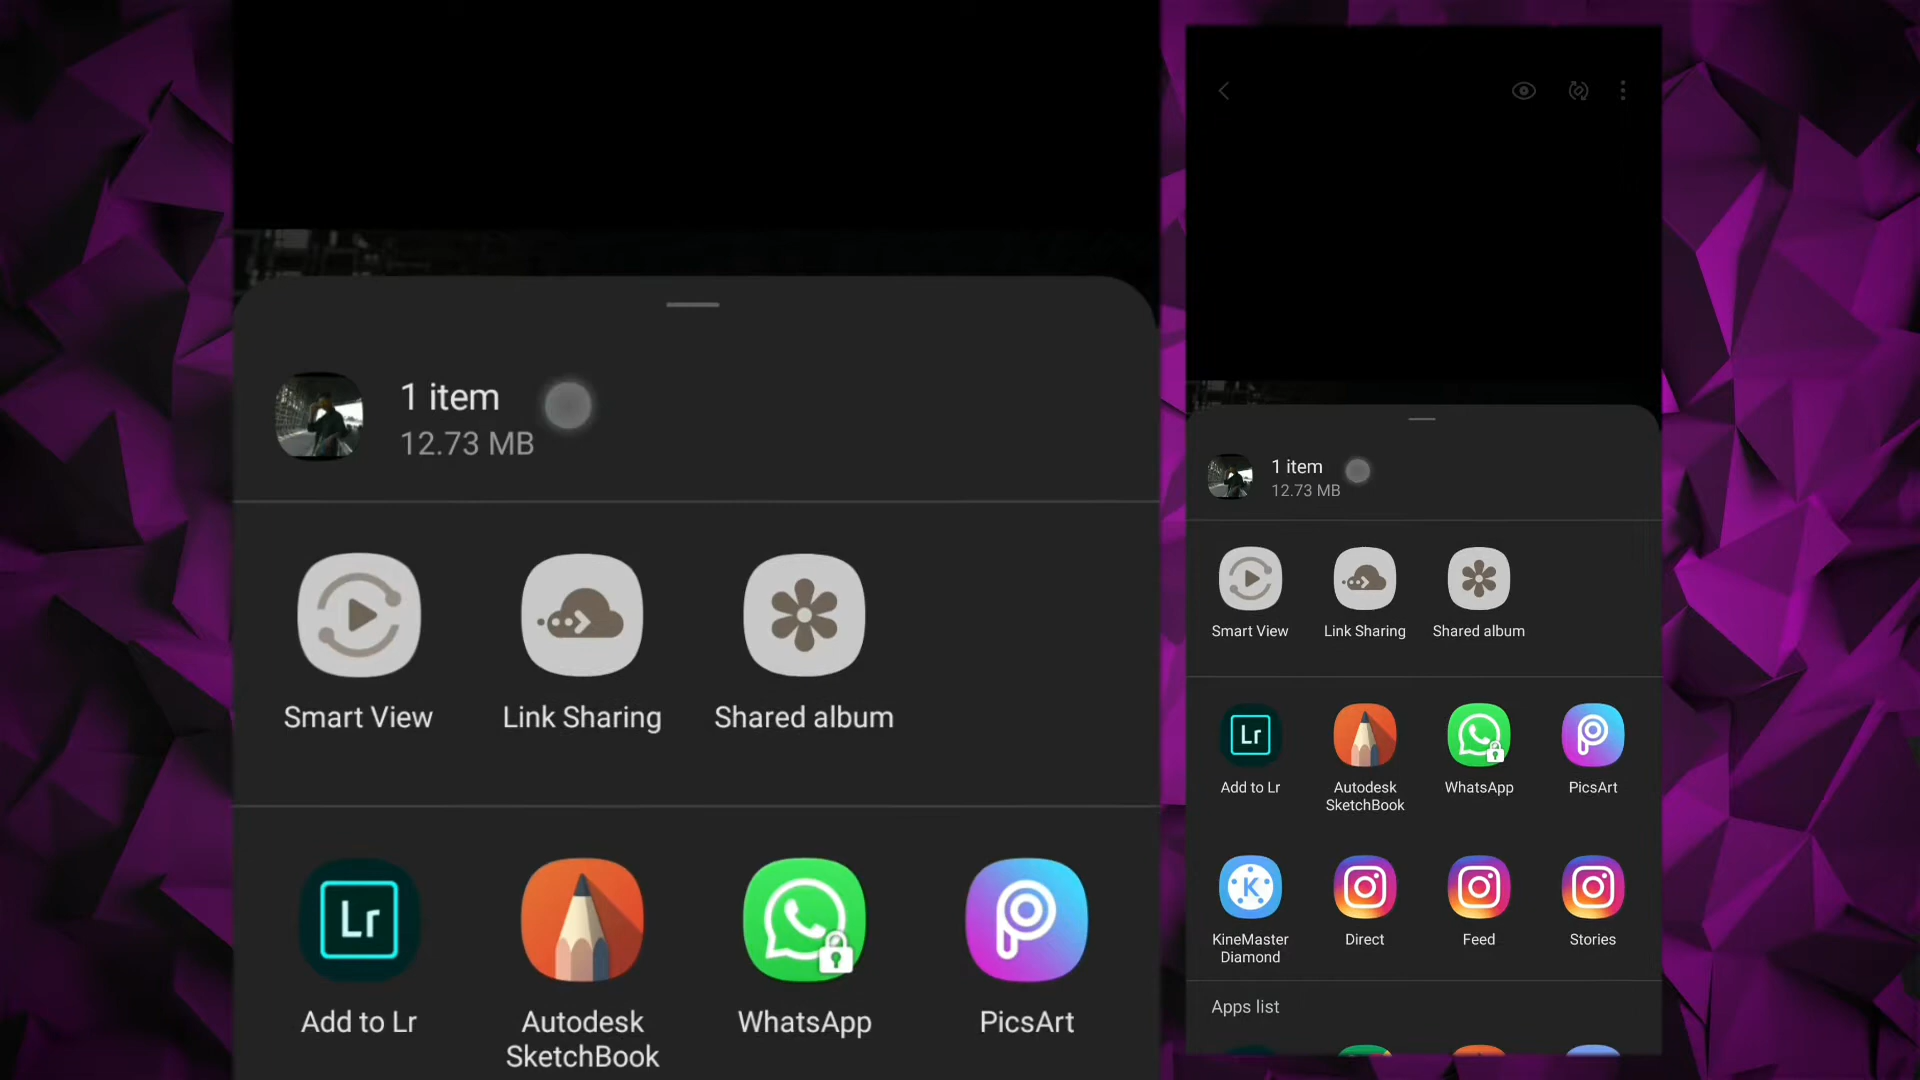 1 item
12.73 MB
Smart View
Link Sharing
Shared album
Lr
Add to Lr
Autodesk
SketchBook
WhatsApp
PicsArt
1 item
12.73 MB
Smart View
Link Sharing
Shared album
Lr
Add to Lr
Autodesk
SketchBook
WhatsApp
PicsArt
K
KineMaster
Diamond
Direct
Feed
Stories
Apps list